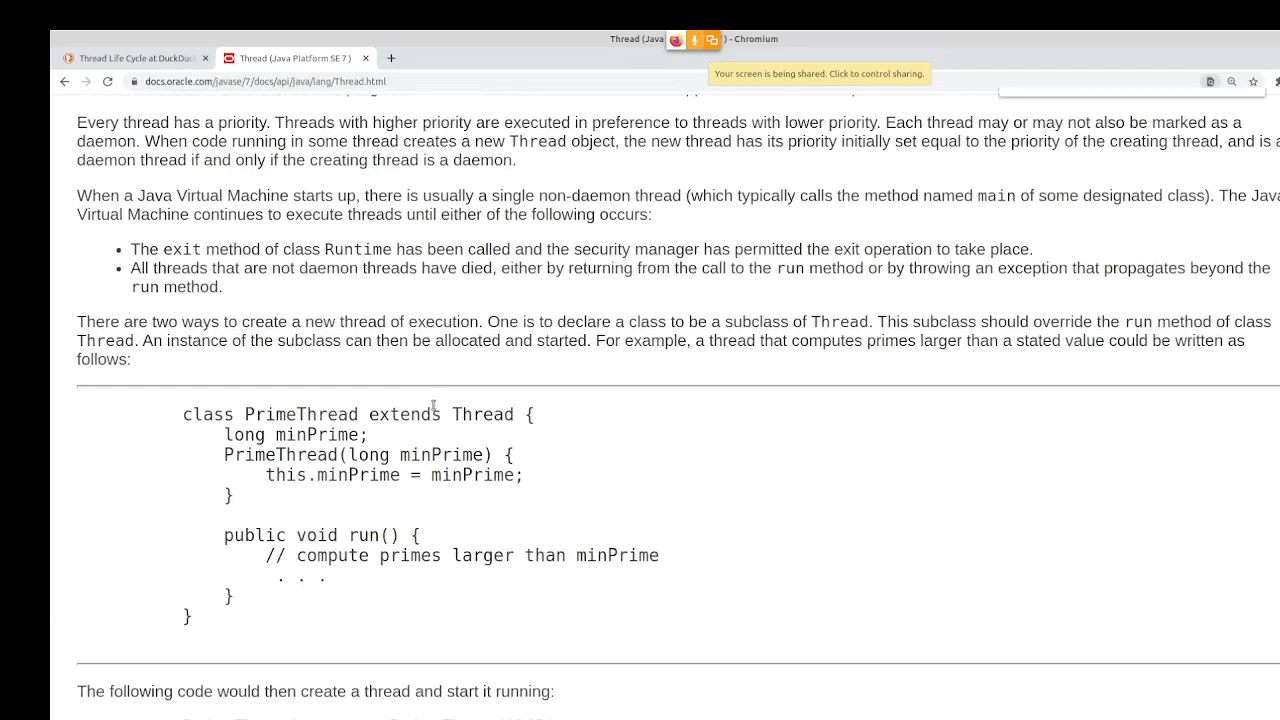 Thread (Java ) - Chromium
Thread Life Cycle at DuckDuc
Thread (Java Platform SE 7 )
Your screen is being shared. Click to control sharing.
docs.oracle.com/javase/7/docs/api/java/lang/Thread.html
Every thread has a priority. Threads with higher priority are executed in preference to threads with lower priority. Each thread may or may not also be marked as a
daemon. When code running in some thread creates a new Thread object, the new thread has its priority initially set equal to the priority of the creating thread, and is a
daemon thread if and only if the creating thread is a daemon.
When a Java Virtual Machine starts up, there is usually a single non-daemon thread (which typically calls the method named main of some designated class). The Java
Virtual Machine continues to execute threads until either of the following occurs:
• The exit method of class Runtime has been called and the security manager has permitted the exit operation to take place.
• All threads that are not daemon threads have died, either by returning from the call to the run method or by throwing an exception that propagates beyond the
run method.
There are two ways to create a new thread of execution. One is to declare a class to be a subclass of Thread. This subclass should override the run method of class
Thread. An instance of the subclass can then be allocated and started. For example, a thread that computes primes larger than a stated value could be written as
follows:
class PrimeThread extends Thread {
long minPrime;
PrimeThread(long minPrime) {
this.minPrime = minPrime;
}
public void run() {
// compute primes larger than minPrime
. . .
}
}
The following code would then create a thread and start it running: